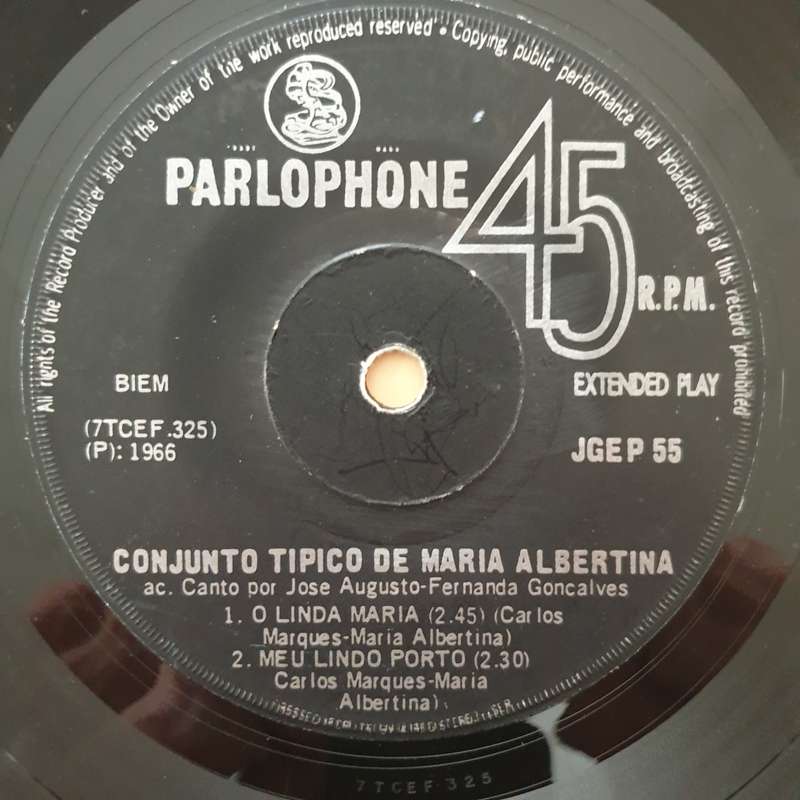 All rights of the Record Producer and of the Owner of the work reproduced reserved • Copying, public performance and broadcasting of this record prohibited
PARLOPHONE
45
R.P.M.
BIEM
EXTENDED PLAY
(7TCEF.325)
(P): 1966
JGEP 55
CONJUNTO TIPICO DE MARIA ALBERTINA
ac. Canto por Jose Augusto-Fernanda Goncalves
1. O LINDA MARIA (2.45) (Carlos
Marques-Maria Albertina)
2. MEU LINDO PORTO (2.30)
Carlos Marques-Maria
Albertina)
7TCEF 325